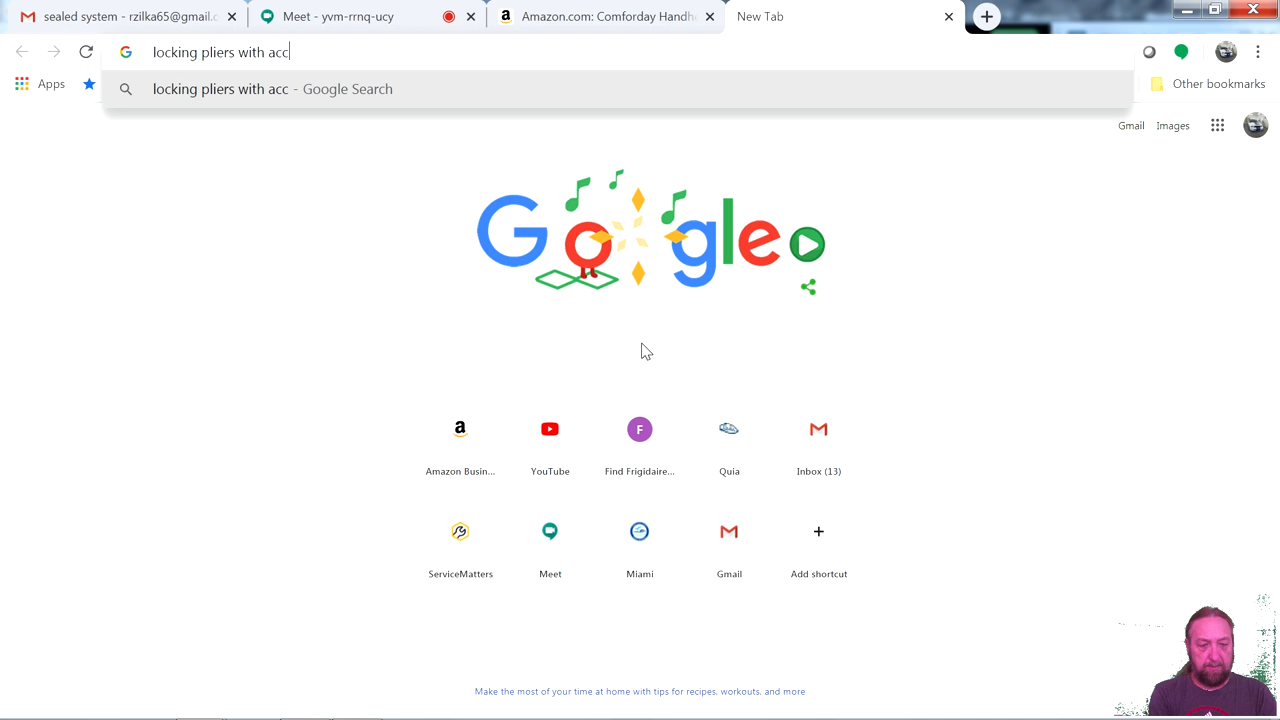 sealed system - rzilka65@gmail.c
Meet - yvm-rrnq-ucy
Amazon.com: Comforday Handh
New Tab
locking pliers with acc
Apps
locking pliers with acc - Google Search
Other bookmarks
Gmail Images
Google
Amazon Busin...
YouTube
F
Find Frigidaire...
Quia
Inbox (13)
ServiceMatters
Meet
Miami
Gmail
Add shortcut
Make the most of your time at home with tips for recipes, workouts, and more